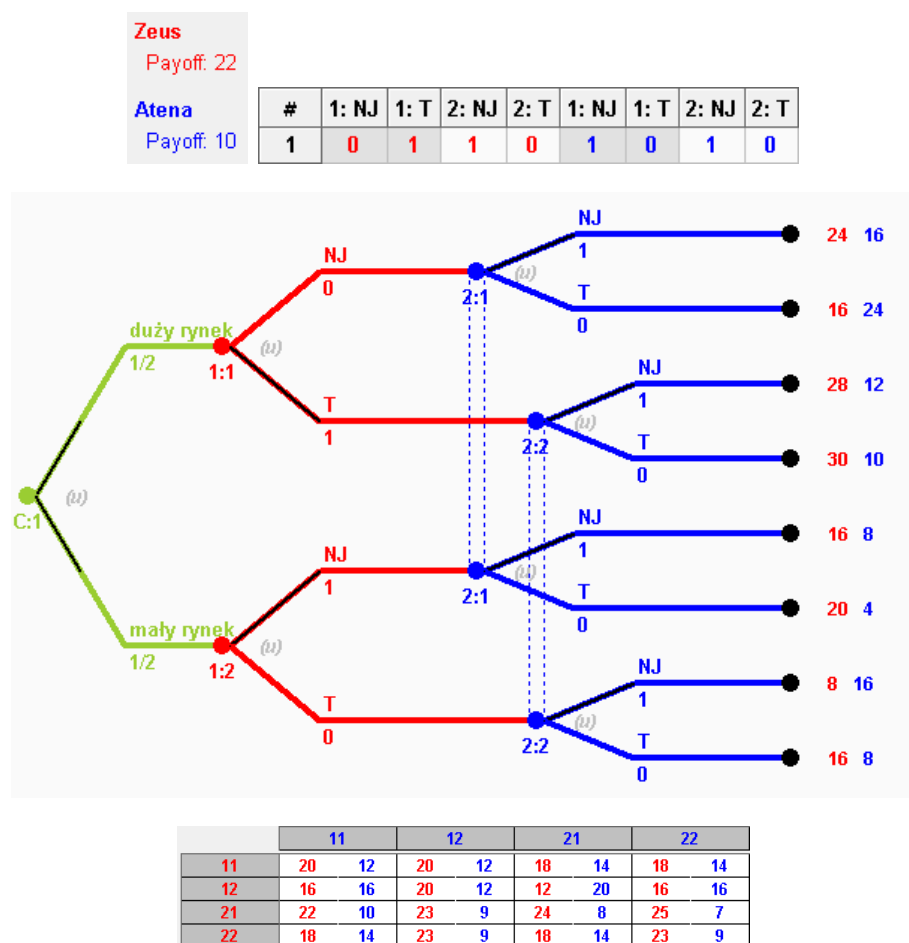 Zeus
Payoff: 22
Atena
Payoff: 10
# 1: NJ 1: T 2: NJ 2: T 1: NJ 1: T 2: NJ 2: T
1 0 1 1 0 1 0 1 0
NJ
1
24 16
NJ
0
2:1
(u)
T
0
16 24
duży rynek
1/2
1:1
(u)
NJ
1
28 12
T
1
2:2
(u)
T
0
30 10
C:1
(u)
NJ
1
16 8
NJ
1
2:1
(u)
T
0
20 4
mały rynek
1/2
1:2
(u)
NJ
1
8 16
T
0
2:2
(u)
T
0
16 8
11 12 21 22
11 20 12 20 12 18 14 18 14
12 16 16 20 12 12 20 16 16
21 22 10 23 9 24 8 25 7
22 18 14 23 9 18 14 23 9